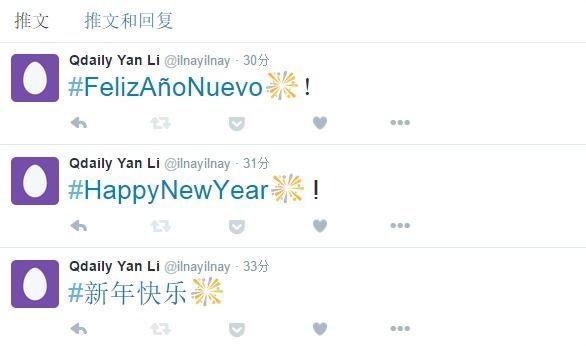 推文 推文和回复
Qdaily Yan Li @ilnayilnay · 30分
#FelizAñoNuevo🎆!
Qdaily Yan Li @ilnayilnay · 31分
#HappyNewYear🎆!
Qdaily Yan Li @ilnayilnay · 33分
#新年快乐🎆